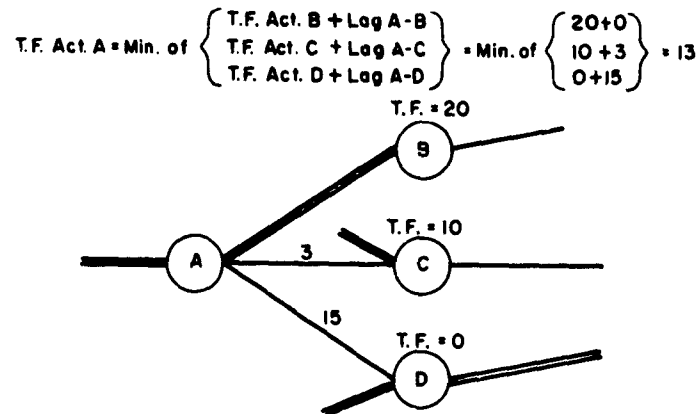 T.F. Act. B + Lag A-B
T.F. Act. A = Min. of { T.F. Act. C + Lag A-C } = Min. of { 10 + 3 } = 13
T.F. Act. D + Lag A-D
20+0
0+15
T.F. = 20
B
T.F. = 10
A
3
C
15
T.F. = 0
D